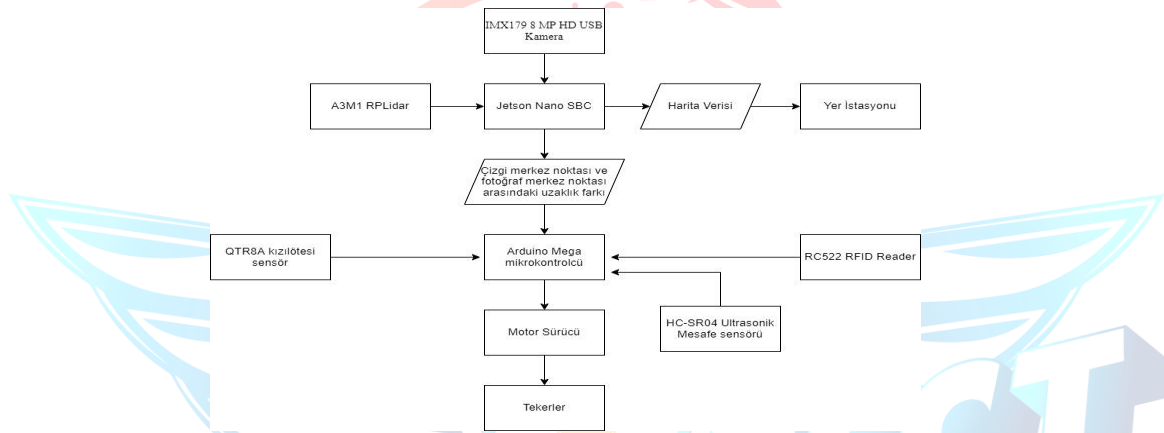 IMX179 8 MP HD USB
Kamera
A3M1 RPLidar
Jetson Nano SBC
Harita Verisi
Yer İstasyonu
Çizgi merkez noktası ve
fotoğraf merkez noktası
arasındaki uzaklık farkı
QTR8A kızılötesi
sensör
Arduino Mega
mikrokontrolcü
RC522 RFID Reader
Motor Sürücü
HC-SR04 Ultrasonik
Mesafe sensörü
Tekerler